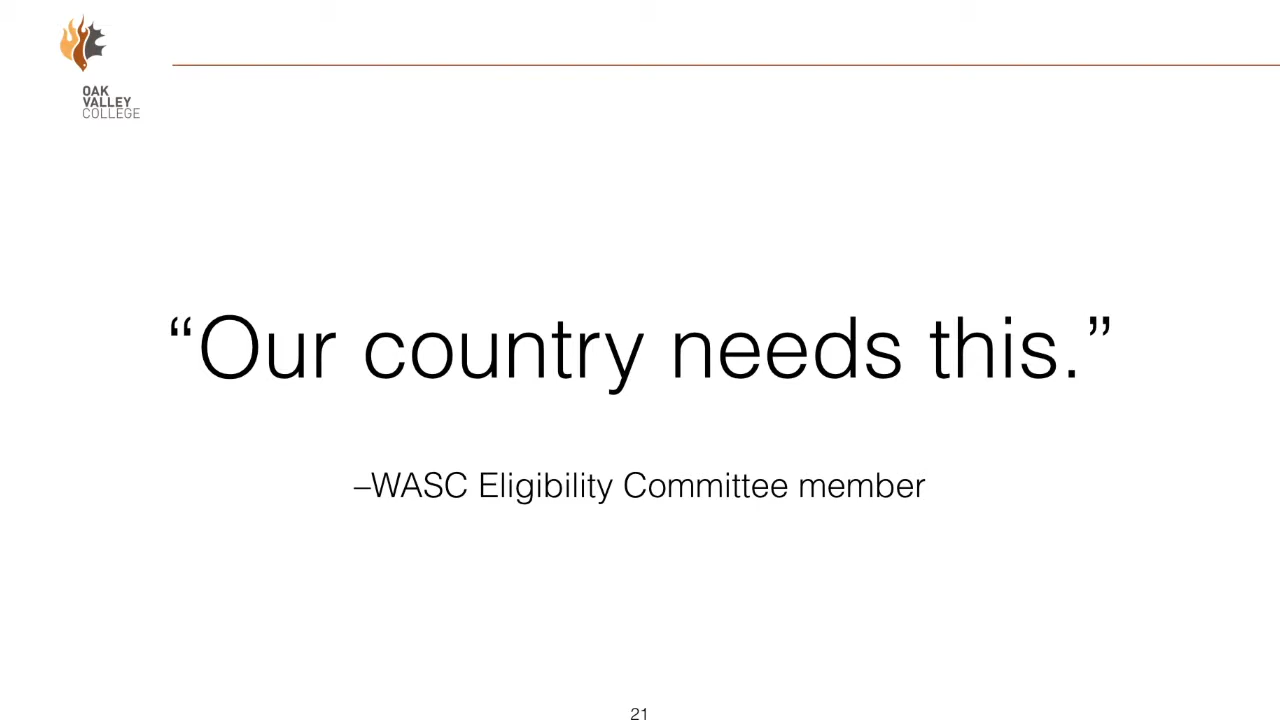 OAK
VALLEY
COLLEGE
“Our country needs this.”
–WASC Eligibility Committee member
21